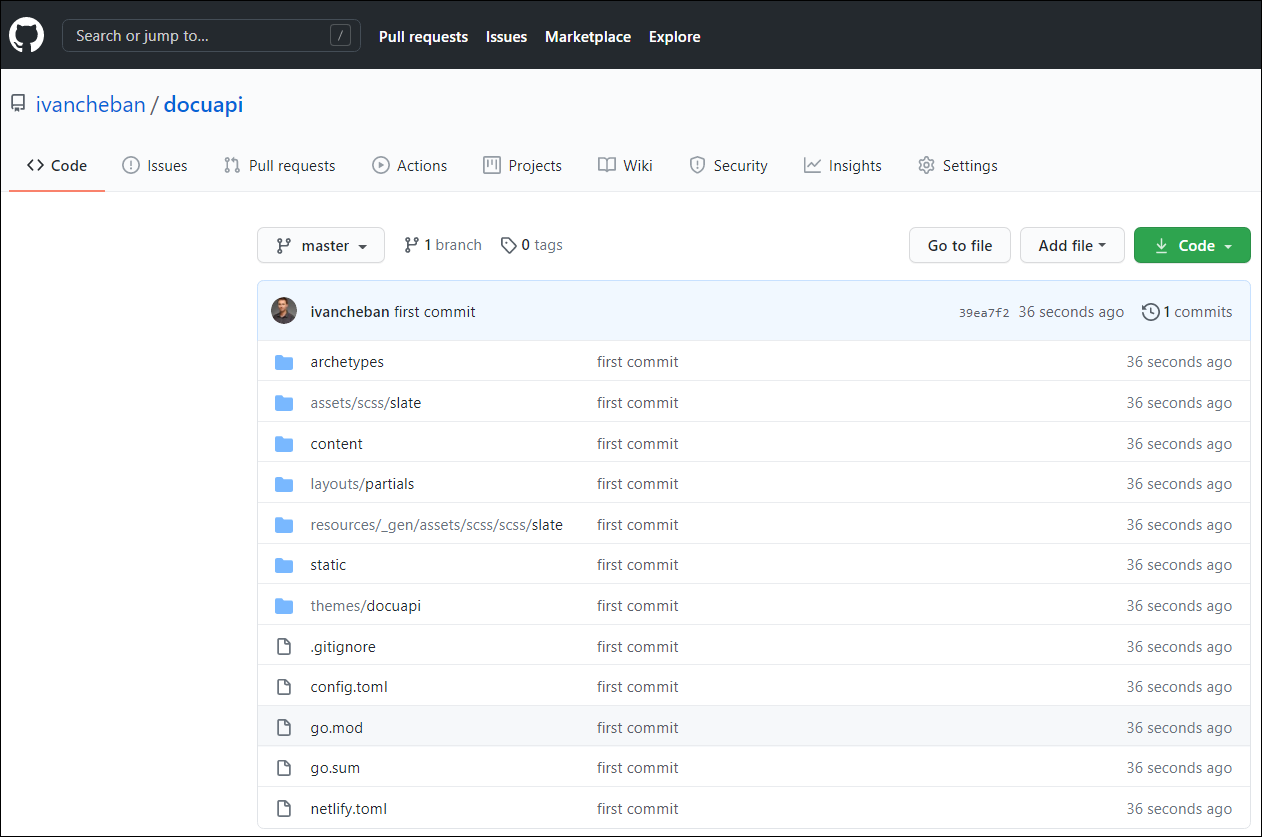 Search or jump to... / Pull requests Issues Marketplace Explore
ivancheban / docuapi
Code Issues Pull requests Actions Projects Wiki Security Insights Settings
master 1 branch 0 tags Go to file Add file Code
ivancheban first commit 39ea7f2 36 seconds ago 1 commits
archetypes first commit 36 seconds ago
assets/scss/slate first commit 36 seconds ago
content first commit 36 seconds ago
layouts/partials first commit 36 seconds ago
resources/_gen/assets/scss/scss/slate first commit 36 seconds ago
static first commit 36 seconds ago
themes/docuapi first commit 36 seconds ago
.gitignore first commit 36 seconds ago
config.toml first commit 36 seconds ago
go.mod first commit 36 seconds ago
go.sum first commit 36 seconds ago
netlify.toml first commit 36 seconds ago